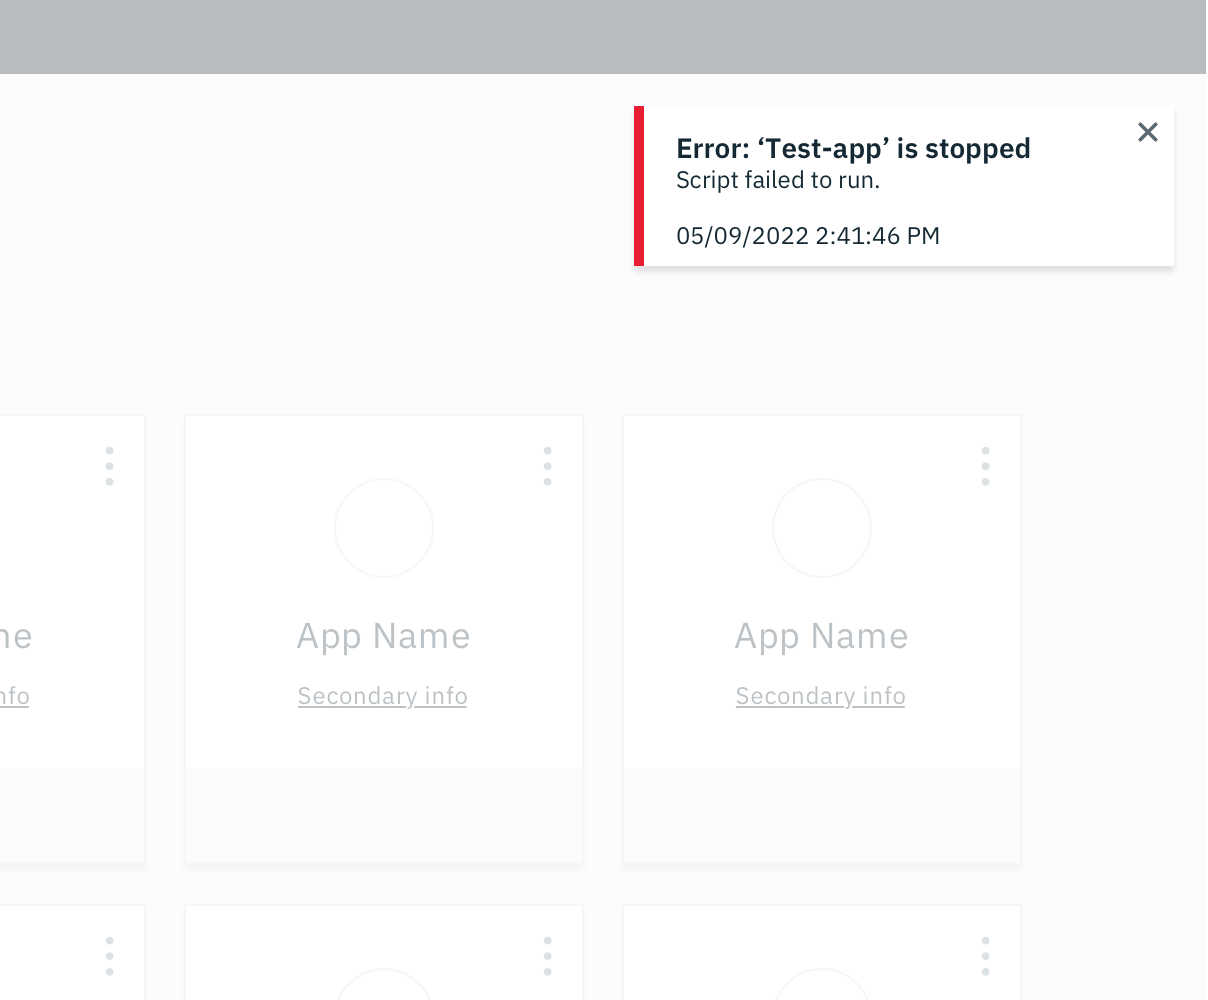 Error: ‘Test-app’ is stopped
Script failed to run.
05/09/2022 2:41:46 PM
me
App Name
App Name
nfo
Secondary info
Secondary info